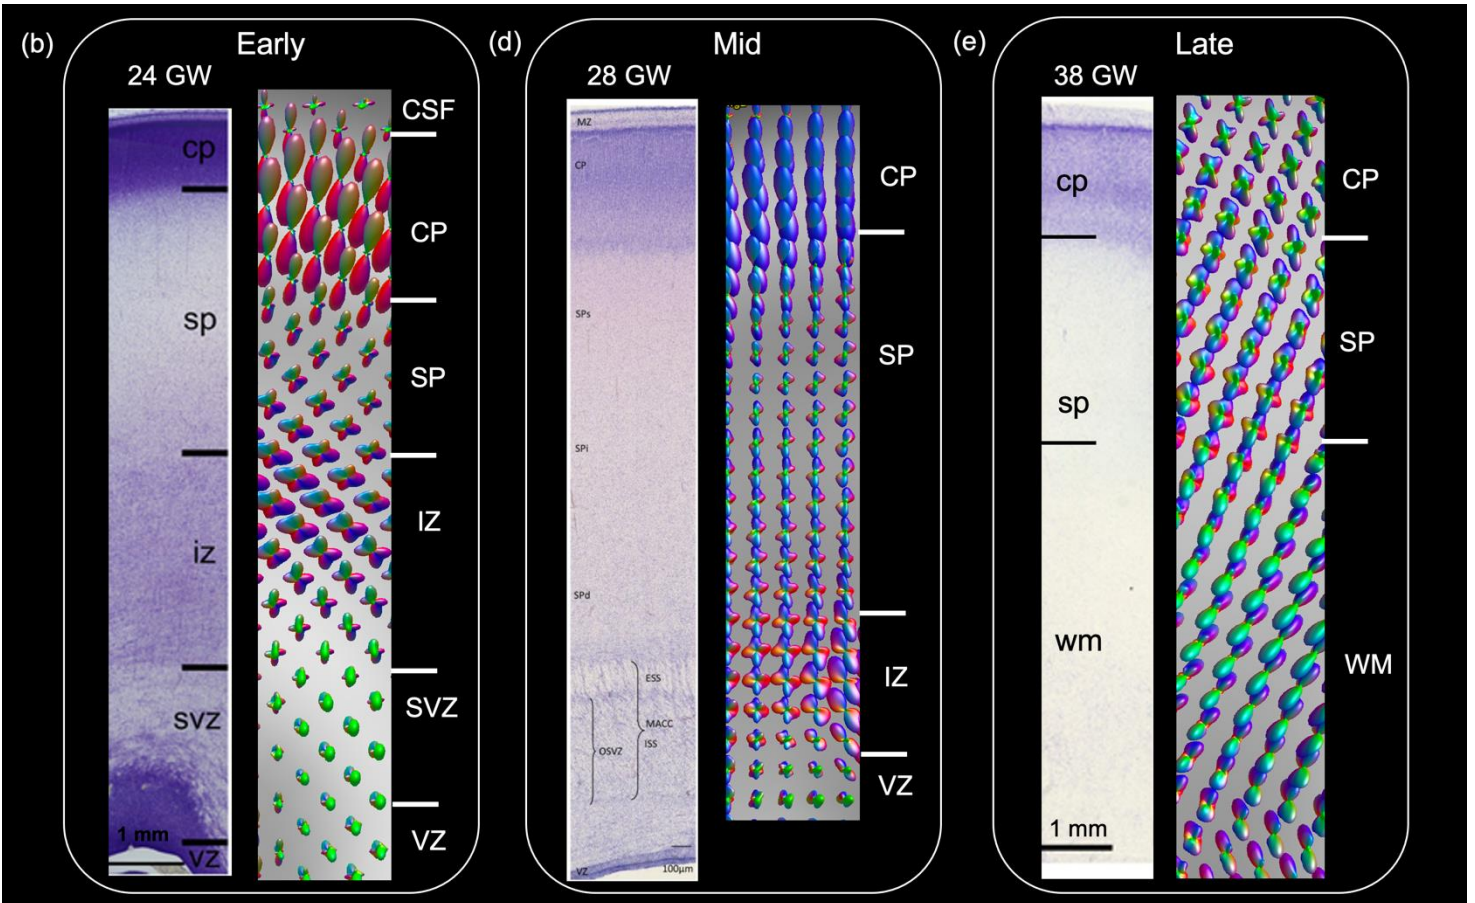 (b)
Early
24 GW
cp
sp
iz
svz
1 mm
vz
CSF
CP
SP
IZ
SVZ
VZ
(d)
Mid
28 GW
MZ
CP
SPs
SPi
SPd
ESS
MACC
OSVZ
ISS
VZ
100μm
CP
SP
IZ
VZ
(e)
Late
38 GW
cp
sp
wm
1 mm
CP
SP
WM